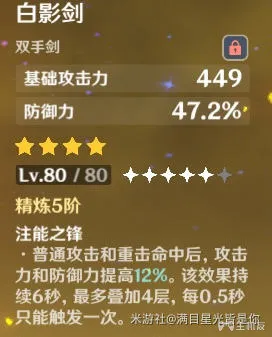 白影剑
双手剑
基础攻击力 449
防御力 47.2%
Lv.80 / 80
精炼5阶
注能之锋
·普通攻击和重击命中后，攻击
力和防御力提高12%。该效果持
续6秒，最多叠加4层，每0.5秒
只能触发一次。
米游社@满目星光皆是你